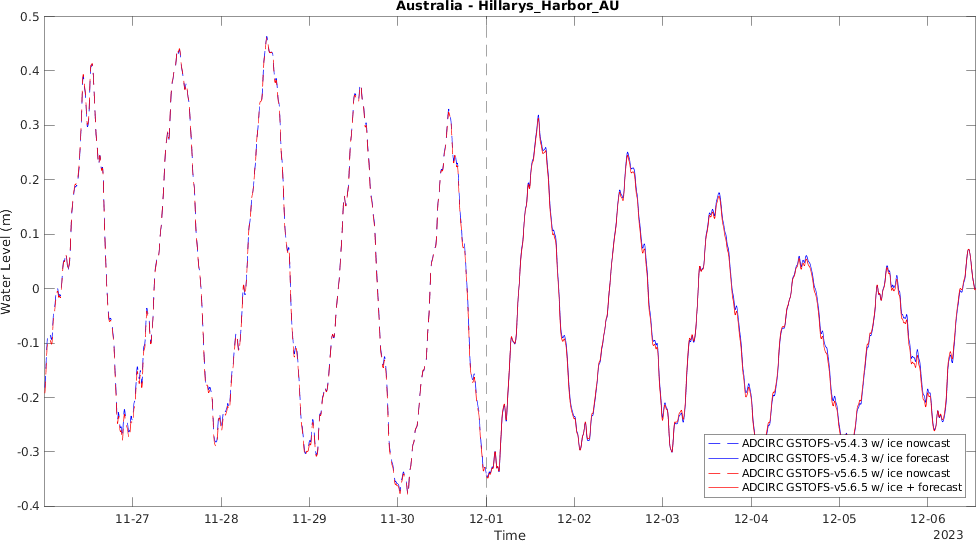 Australia - Hillarys_Harbor_AU
0.5
0.4
0.3
0.2
0.1
0
-0.1
-0.2
-0.3
-0.4
Water Level (m)
11-27 11-28 11-29 11-30 12-01 12-02 12-03 12-04 12-05 12-06
Time
2023
ADCIRC GSTOFS-v5.4.3 w/ ice nowcast
ADCIRC GSTOFS-v5.4.3 w/ ice forecast
ADCIRC GSTOFS-v5.6.5 w/ ice nowcast
ADCIRC GSTOFS-v5.6.5 w/ ice + forecast